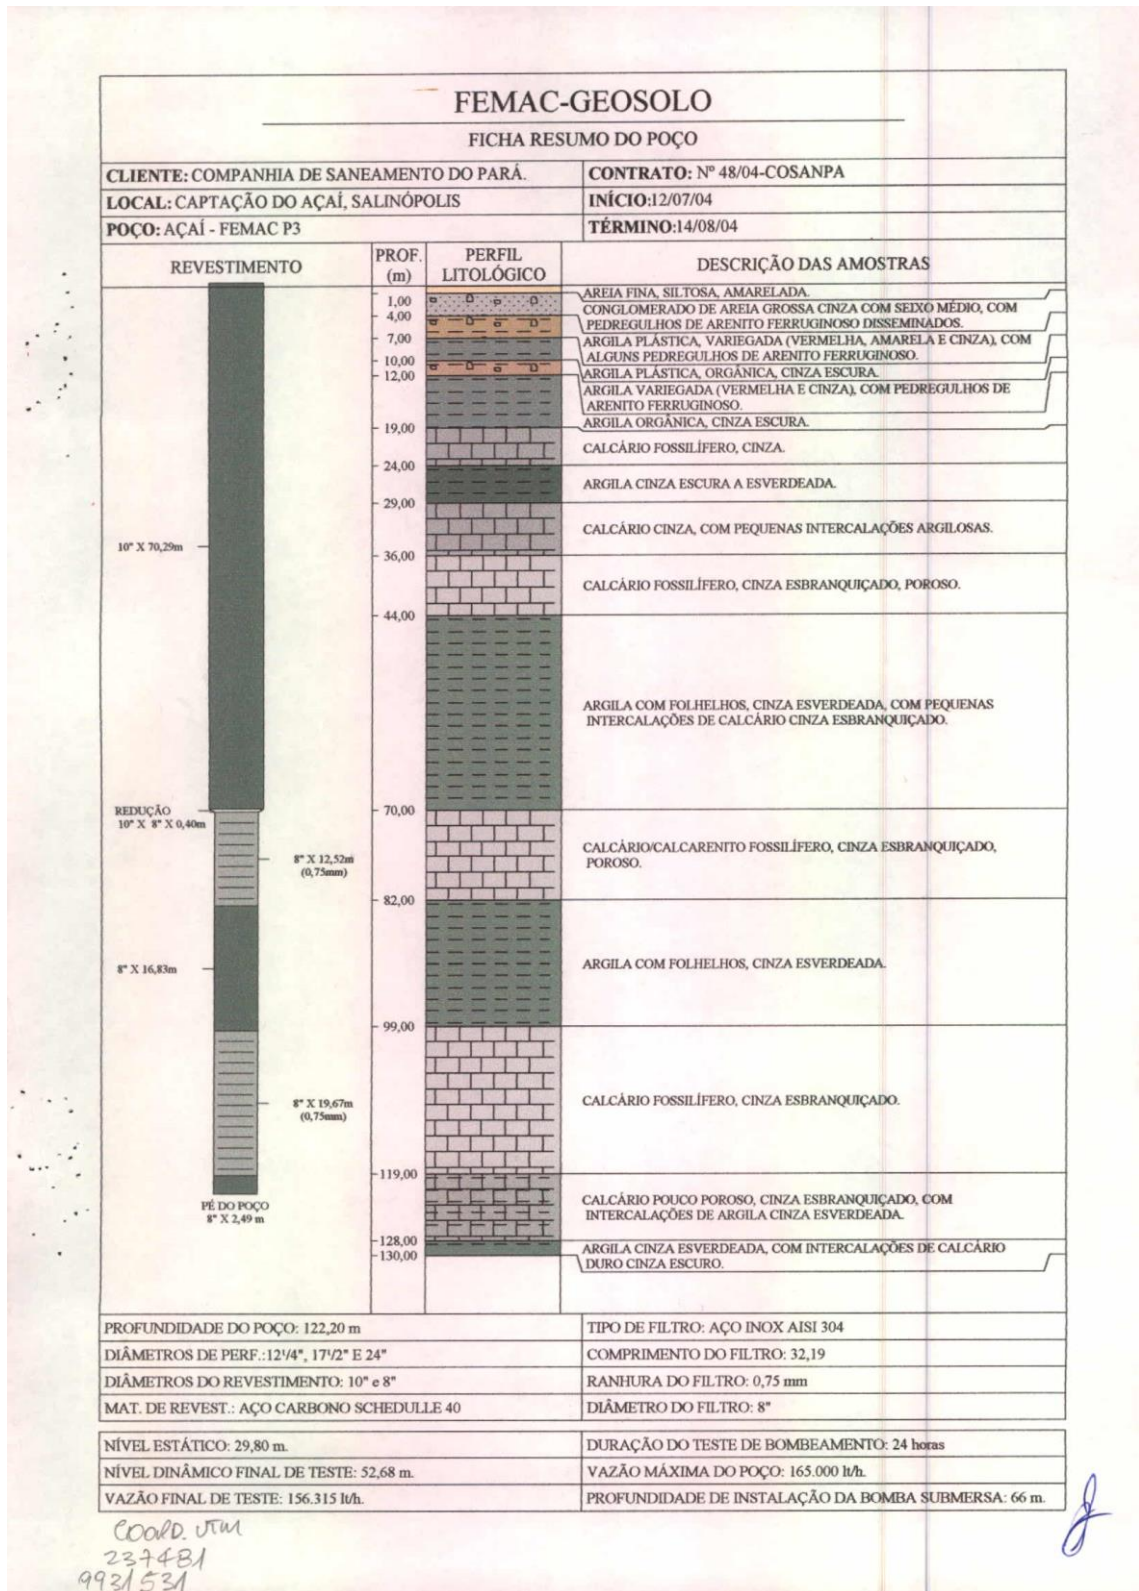 FEMAC-GEOSOLO
FICHA RESUMO DO POÇO
CLIENTE: COMPANHIA DE SANEAMENTO DO PARÁ.
CONTRATO: Nº 48/04-COSANPA
LOCAL: CAPTAÇÃO DO AÇAÍ, SALINÓPOLIS
INÍCIO:12/07/04
POÇO: AÇAÍ - FEMAC P3
TÉRMINO:14/08/04
REVESTIMENTO
PROF.
(m)
PERFIL
LITOLÓGICO
DESCRIÇÃO DAS AMOSTRAS
1,00
4,00
7,00
10,00
12,00
19,00
24,00
29,00
36,00
44,00
70,00
82,00
99,00
119,00
128,00
130,00
AREIA FINA, SILTOSA, AMARELADA.
CONGLOMERADO DE AREIA GROSSA CINZA COM SEIXO MÉDIO, COM
PEDREGULHOS DE ARENITO FERRUGINOSO DISSEMINADOS.
ARGILA PLÁSTICA, VARIEGADA (VERMELHA, AMARELA E CINZA), COM
ALGUNS PEDREGULHOS DE ARENITO FERRUGINOSO.
ARGILA PLÁSTICA, ORGÂNICA, CINZA ESCURA.
ARGILA VARIEGADA (VERMELHA E CINZA), COM PEDREGULHOS DE
ARENITO FERRUGINOSO.
ARGILA ORGÂNICA, CINZA ESCURA.
CALCÁRIO FOSSILÍFERO, CINZA.
ARGILA CINZA ESCURA A ESVERDEADA.
CALCÁRIO CINZA, COM PEQUENAS INTERCALAÇÕES ARGILOSAS.
CALCÁRIO FOSSILÍFERO, CINZA ESBRANQUIÇADO, POROSO.
ARGILA COM FOLHELHOS, CINZA ESVERDEADA, COM PEQUENAS
INTERCALAÇÕES DE CALCÁRIO CINZA ESBRANQUIÇADO.
CALCÁRIO/CALCARENITO FOSSILÍFERO, CINZA ESBRANQUIÇADO,
POROSO.
ARGILA COM FOLHELHOS, CINZA ESVERDEADA.
CALCÁRIO FOSSILÍFERO, CINZA ESBRANQUIÇADO.
CALCÁRIO POUCO POROSO, CINZA ESBRANQUIÇADO, COM
INTERCALAÇÕES DE ARGILA CINZA ESVERDEADA.
ARGILA CINZA ESVERDEADA, COM INTERCALAÇÕES DE CALCÁRIO
DURO CINZA ESCURO.
10" X 70,29m
REDUÇÃO
10" X 8" X 0,40m
8" X 12,52m
(0,75mm)
8" X 16,83m
8" X 19,67m
(0,75mm)
PÉ DO POÇO
8" X 2,49 m
PROFUNDIDADE DO POÇO: 122,20 m
TIPO DE FILTRO: AÇO INOX AISI 304
DIÂMETROS DE PERF.:12¹/4", 17¹/2" E 24"
COMPRIMENTO DO FILTRO: 32,19
DIÂMETROS DO REVESTIMENTO: 10" e 8"
RANHURA DO FILTRO: 0,75 mm
MAT. DE REVEST.: AÇO CARBONO SCHEDULLE 40
DIÂMETRO DO FILTRO: 8"
NÍVEL ESTÁTICO: 29,80 m.
DURAÇÃO DO TESTE DE BOMBEAMENTO: 24 horas
NÍVEL DINÂMICO FINAL DE TESTE: 52,68 m.
VAZÃO MÁXIMA DO POÇO: 165.000 lt/h.
VAZÃO FINAL DE TESTE: 156.315 lt/h.
PROFUNDIDADE DE INSTALAÇÃO DA BOMBA SUBMERSA: 66 m.
COORD. UTM
237481
9931531